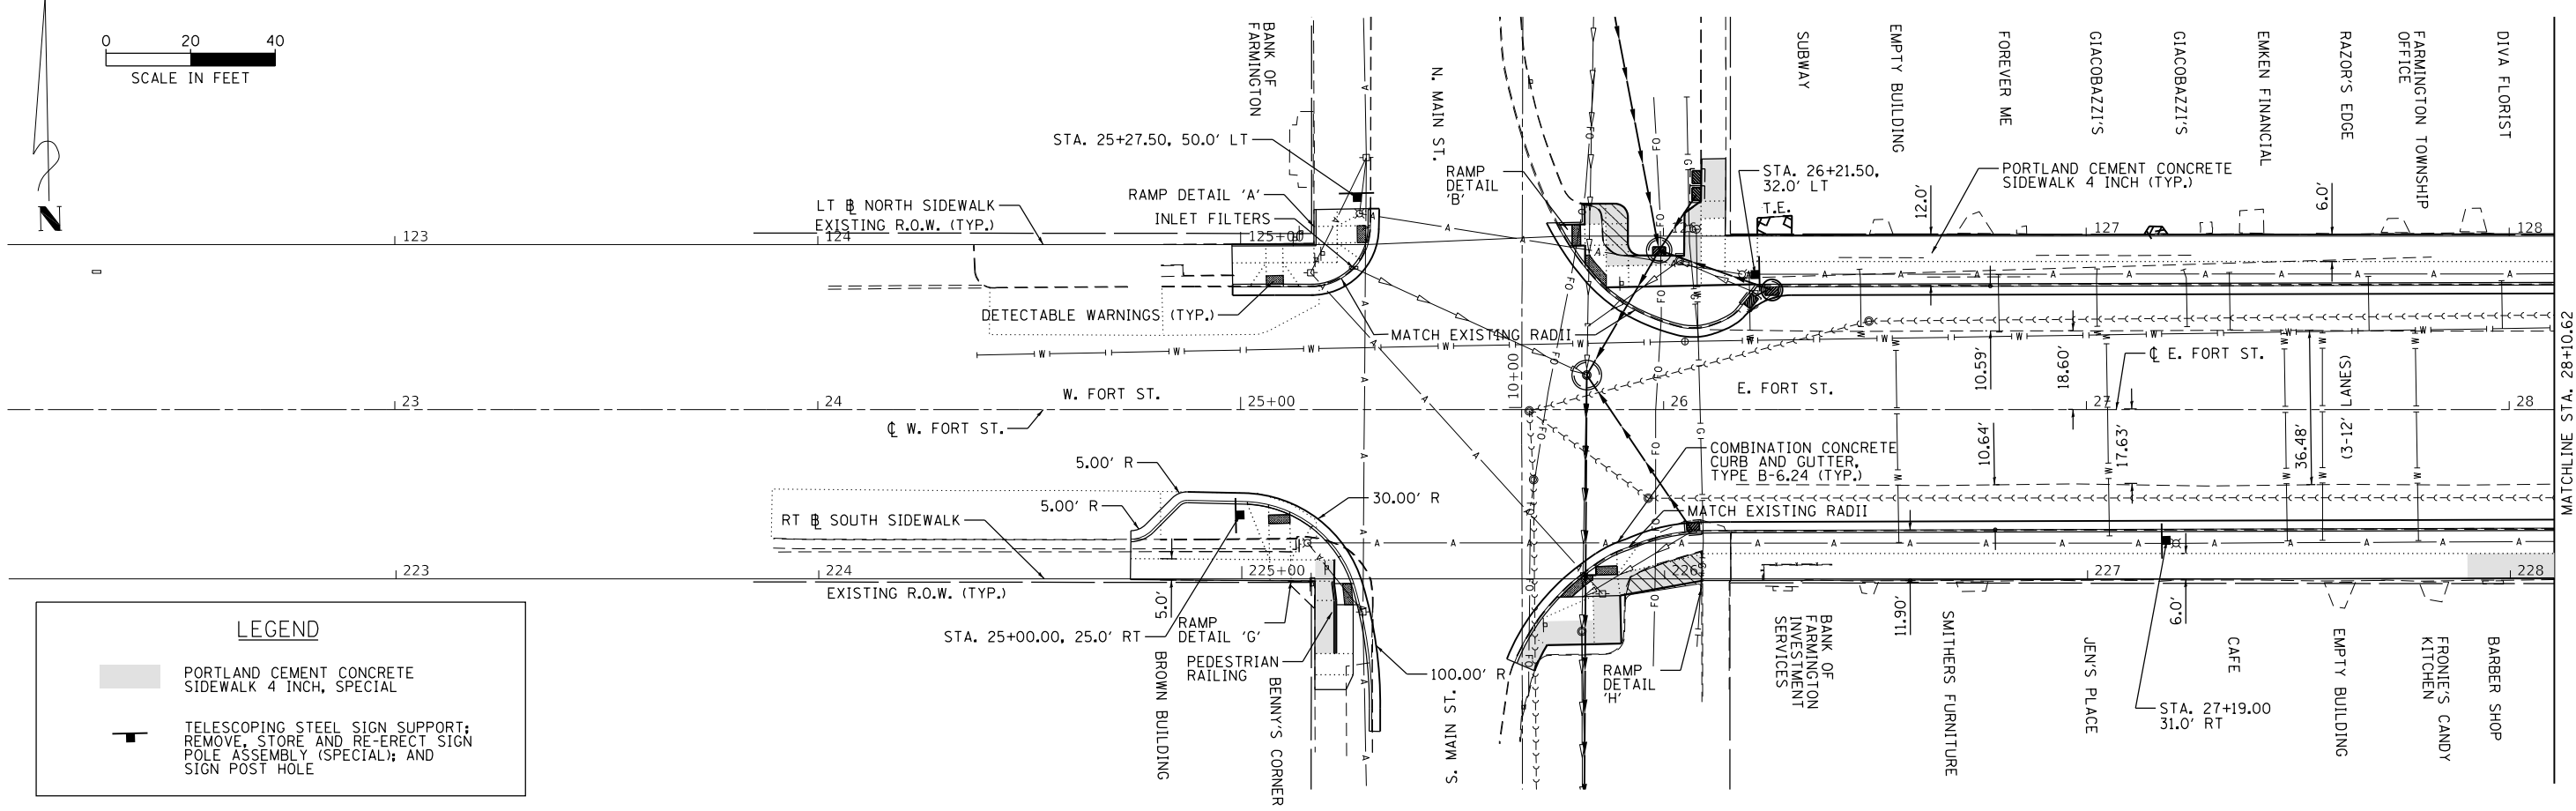 0 20 40
SCALE IN FEET
N
BANK OF
FARMINGTON
N. MAIN ST.
SUBWAY
EMPTY BUILDING
FOREVER ME
GIACOBAZZI'S
GIACOBAZZI'S
EMKEN FINANCIAL
RAZOR'S EDGE
FARMINGTON TOWNSHIP
OFFICE
DIVA FLORIST
STA. 25+27.50, 50.0' LT
RAMP DETAIL 'A'
INLET FILTERS
LT ℄ NORTH SIDEWALK
EXISTING R.O.W. (TYP.)
RAMP
DETAIL
'B'
STA. 26+21.50,
32.0' LT
T.E.
PORTLAND CEMENT CONCRETE
SIDEWALK 4 INCH (TYP.)
12.0'
6.0'
123 124 125+00 126 127 128
DETECTABLE WARNINGS (TYP.)
MATCH EXISTING RADII
110+00
W. FORT ST.
E. FORT ST.
℄ W. FORT ST.
℄ E. FORT ST.
10.59'
18.60'
(3-12' LANES)
36.48'
10.64'
17.63'
23 24 25+00 26 27 28
MATCHLINE STA. 28+10.62
5.00' R
5.00' R
30.00' R
COMBINATION CONCRETE
CURB AND GUTTER,
TYPE B-6.24 (TYP.)
MATCH EXISTING RADII
RT ℄ SOUTH SIDEWALK
223 224 225+00 226 227 228
EXISTING R.O.W. (TYP.)
5.0'
RAMP
DETAIL 'G'
STA. 25+00.00, 25.0' RT
PEDESTRIAN
RAILING
BROWN BUILDING
BENNY'S CORNER
100.00' R
S. MAIN ST.
RAMP
DETAIL
'H'
BANK OF
FARMINGTON
INVESTMENT
SERVICES
11.90'
SMITHERS FURNITURE
JEN'S PLACE
6.0'
CAFE
STA. 27+19.00
31.0' RT
EMPTY BUILDING
FRONIE'S CANDY
KITCHEN
BARBER SHOP
LEGEND
PORTLAND CEMENT CONCRETE
SIDEWALK 4 INCH, SPECIAL
TELESCOPING STEEL SIGN SUPPORT;
REMOVE, STORE AND RE-ERECT SIGN
POLE ASSEMBLY (SPECIAL); AND
SIGN POST HOLE